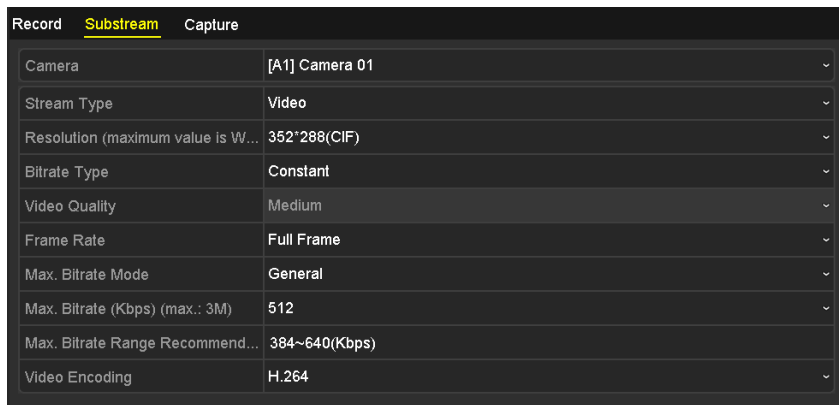 Record Substream Capture
Camera [A1] Camera 01
Stream Type Video
Resolution (maximum value is W... 352*288(CIF)
Bitrate Type Constant
Video Quality Medium
Frame Rate Full Frame
Max. Bitrate Mode General
Max. Bitrate (Kbps) (max.: 3M) 512
Max. Bitrate Range Recommend... 384~640(Kbps)
Video Encoding H.264